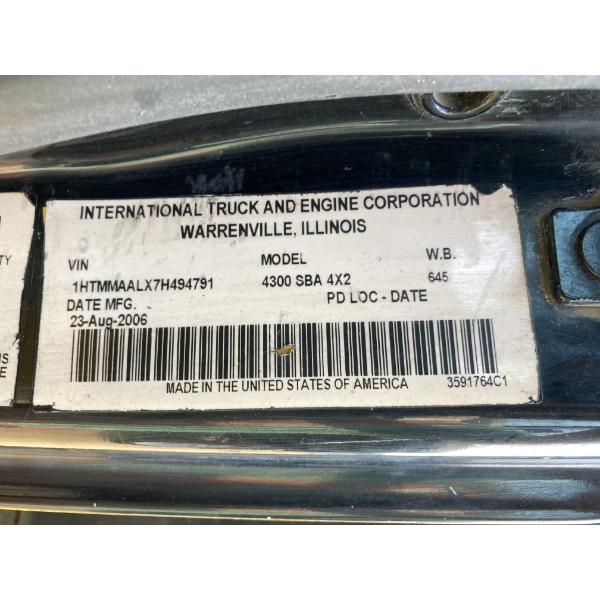 INTERNATIONAL TRUCK AND ENGINE CORPORATION
WARRENVILLE, ILLINOIS
VIN MODEL W.B.
1HTMMAALX7H494791 4300 SBA 4X2 645
DATE MFG. PD LOC - DATE
23-Aug-2006
MADE IN THE UNITED STATES OF AMERICA 3591764C1